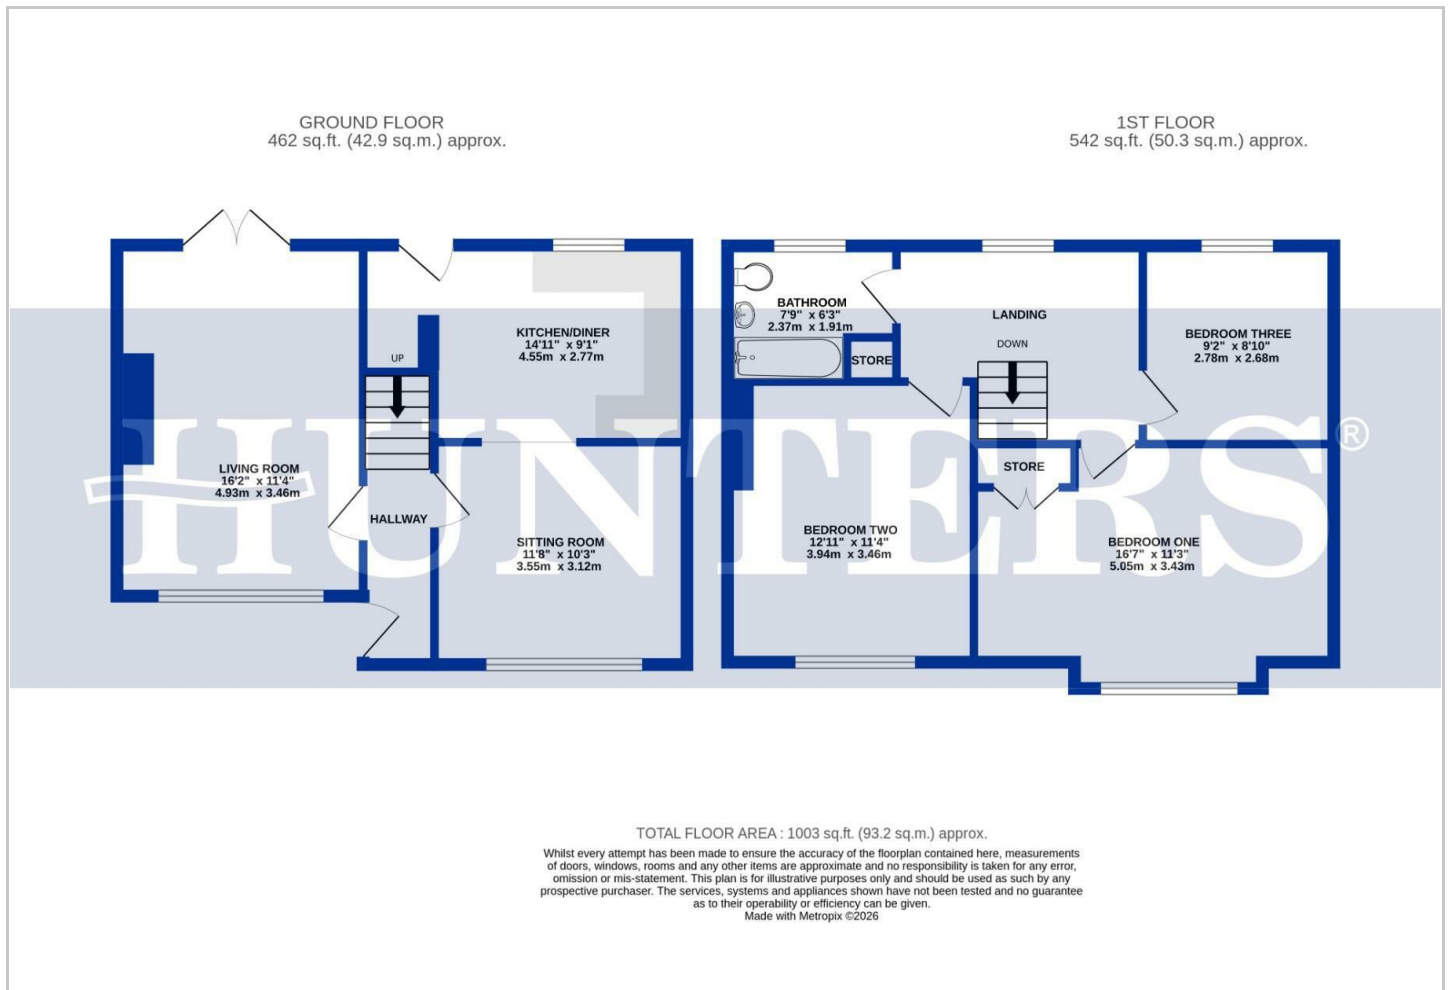 GROUND FLOOR
462 sq.ft. (42.9 sq.m.) approx.
1ST FLOOR
542 sq.ft. (50.3 sq.m.) approx.
KITCHEN/DINER
14'11" x 9'1"
4.55m x 2.77m
UP
LIVING ROOM
16'2" x 11'4"
4.93m x 3.46m
HALLWAY
SITTING ROOM
11'8" x 10'3"
3.55m x 3.12m
BATHROOM
7'9" x 6'3"
2.37m x 1.91m
STORE
LANDING
DOWN
BEDROOM THREE
9'2" x 8'10"
2.78m x 2.68m
STORE
BEDROOM TWO
12'11" x 11'4"
3.94m x 3.46m
BEDROOM ONE
16'7" x 11'3"
5.05m x 3.43m
HUNTERS®
TOTAL FLOOR AREA : 1003 sq.ft. (93.2 sq.m.) approx.
Whilst every attempt has been made to ensure the accuracy of the floorplan contained here, measurements
of doors, windows, rooms and any other items are approximate and no responsibility is taken for any error,
omission or mis-statement. This plan is for illustrative purposes only and should be used as such by any
prospective purchaser. The services, systems and appliances shown have not been tested and no guarantee
as to their operability or efficiency can be given.
Made with Metropix ©2026